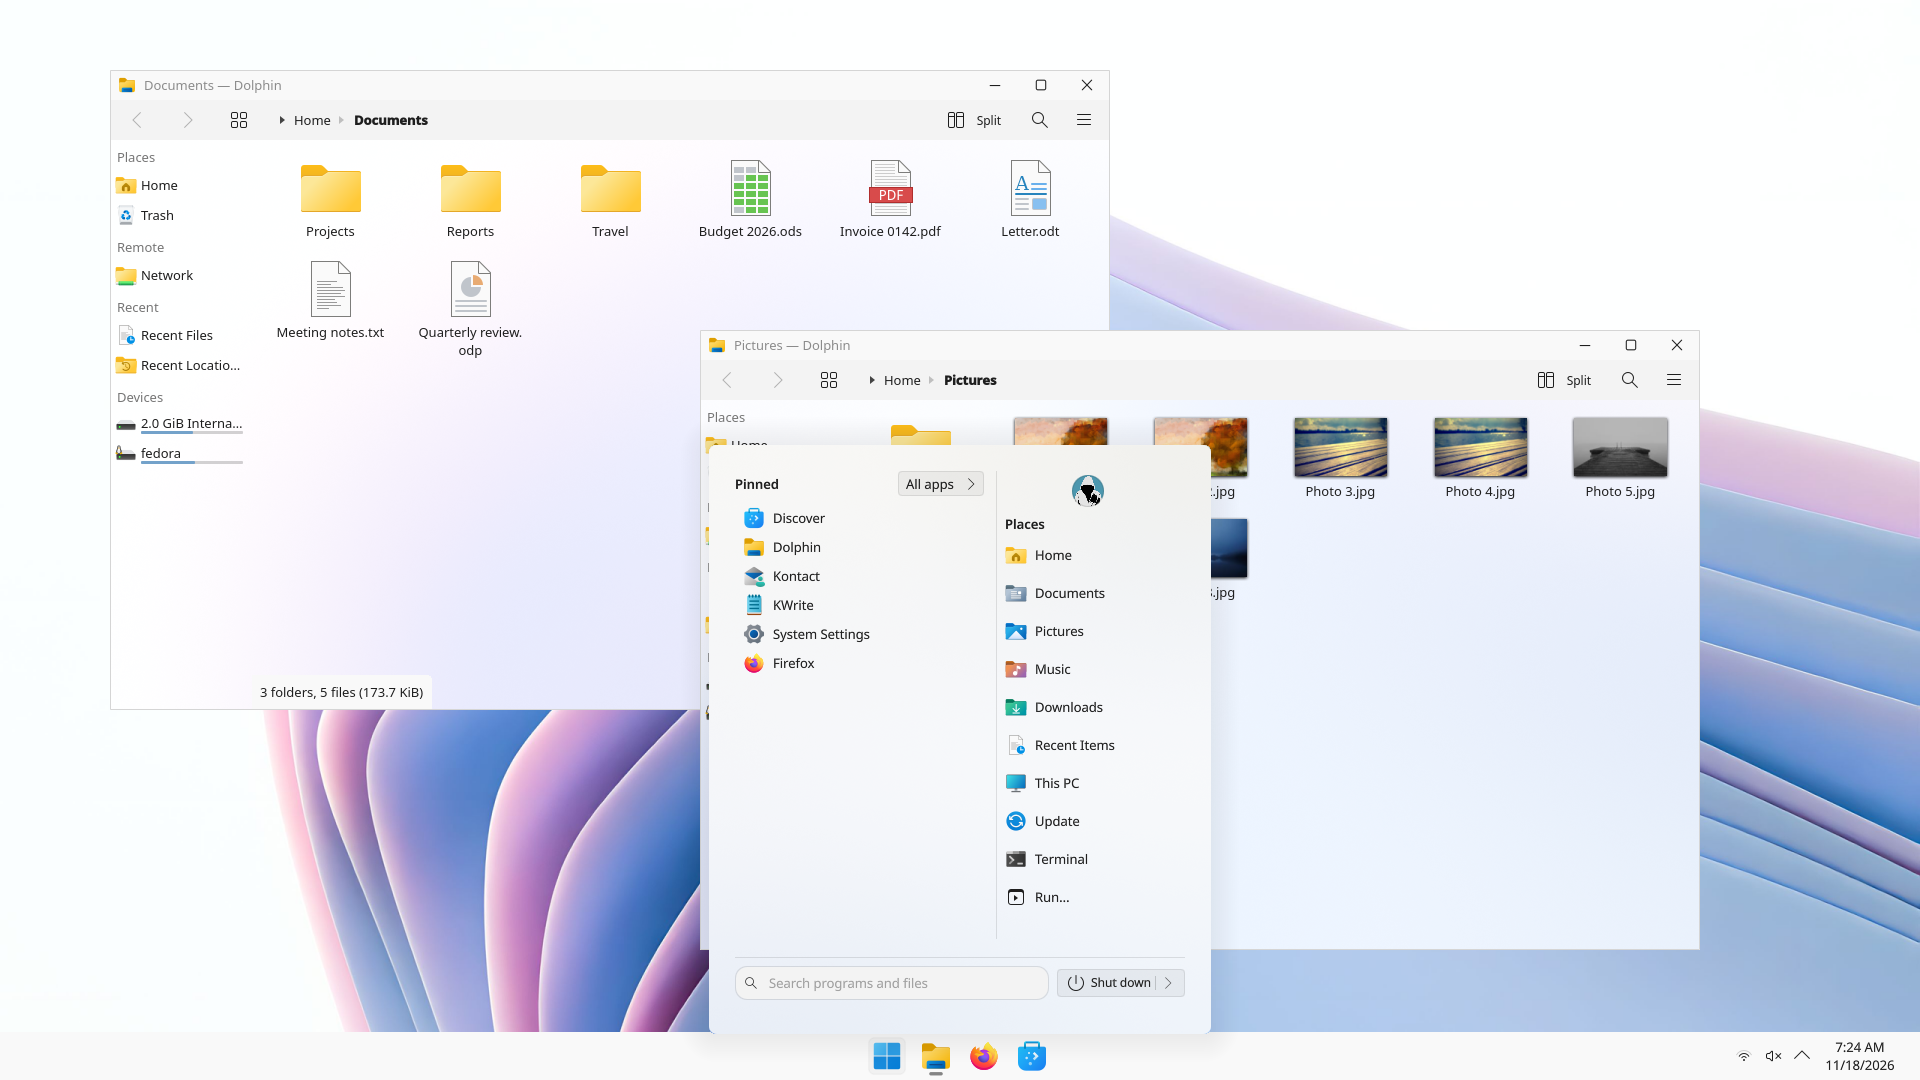 Documents — Dolphin
Home Documents
Split
Places
Home
Trash
Remote
Network
Recent
Recent Files
Recent Locatio...
Devices
2.0 GiB Interna...
fedora
Projects
Reports
Travel
Budget 2026.ods
Invoice 0142.pdf
Letter.odt
Meeting notes.txt
Quarterly review.
odp
3 folders, 5 files (173.7 KiB)
Pictures — Dolphin
Home Pictures
Split
Places
Home
.jpg
Photo 3.jpg
Photo 4.jpg
Photo 5.jpg
.jpg
Pinned
All apps
Discover
Dolphin
Kontact
KWrite
System Settings
Firefox
Places
Home
Documents
Pictures
Music
Downloads
Recent Items
This PC
Update
Terminal
Run...
Search programs and files
Shut down
7:24 AM
11/18/2026
PDF